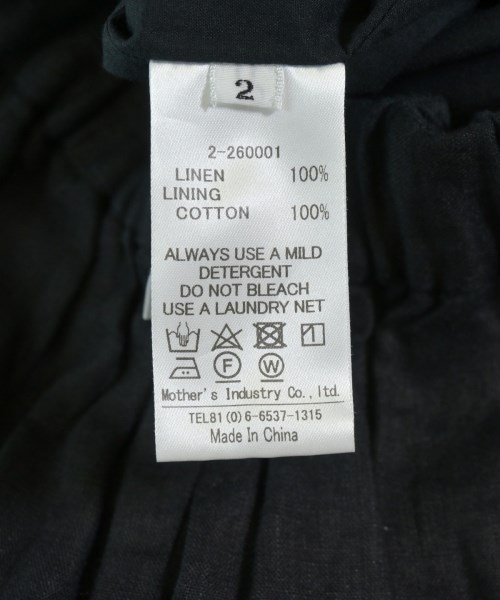 2
2-260001
LINEN 100%
LINING
COTTON 100%
ALWAYS USE A MILD
DETERGENT
DO NOT BLEACH
USE A LAUNDRY NET
F W
Mother's Industry Co., ltd.
TEL81(0)6-6537-1315
Made In China